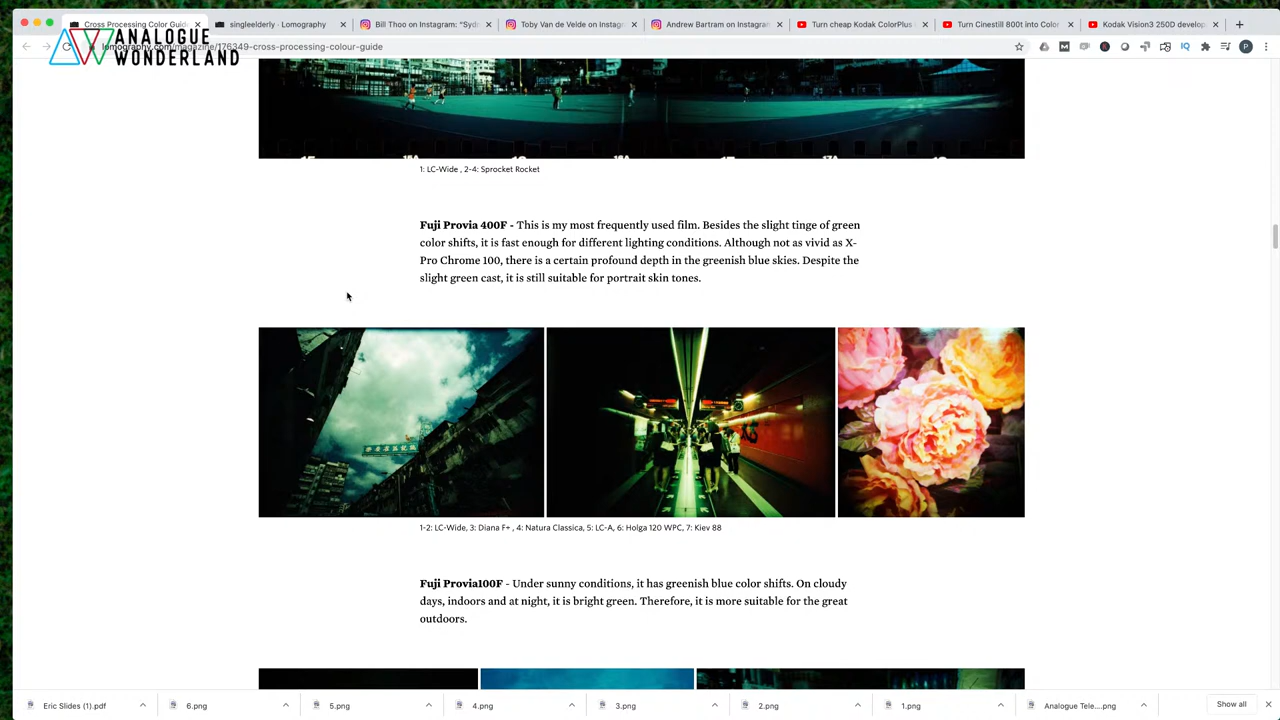 Cross Processing Color Guid
singleelderly · Lomography
Bill Thoo on Instagram: "Sydn
Toby Van de Velde on Instagra
Andrew Bartram on Instagram
Turn cheap Kodak ColorPlus
Turn Cinestill 800t into Color
Kodak Vision3 250D develop
ANALOGUE
WONDERLAND
lomography.com/magazine/176349-cross-processing-colour-guide
1: LC-Wide , 2-4: Sprocket Rocket
Fuji Provia 400F - This is my most frequently used film. Besides the slight tinge of green
color shifts, it is fast enough for different lighting conditions. Although not as vivid as X-
Pro Chrome 100, there is a certain profound depth in the greenish blue skies. Despite the
slight green cast, it is still suitable for portrait skin tones.
1-2: LC-Wide, 3: Diana F+ , 4: Natura Classica, 5: LC-A, 6: Holga 120 WPC, 7: Kiev 88
Fuji Provia100F - Under sunny conditions, it has greenish blue color shifts. On cloudy
days, indoors and at night, it is bright green. Therefore, it is more suitable for the great
outdoors.
Eric Slides (1).pdf
6.png
5.png
4.png
3.png
2.png
1.png
Analogue Tele....png
Show all